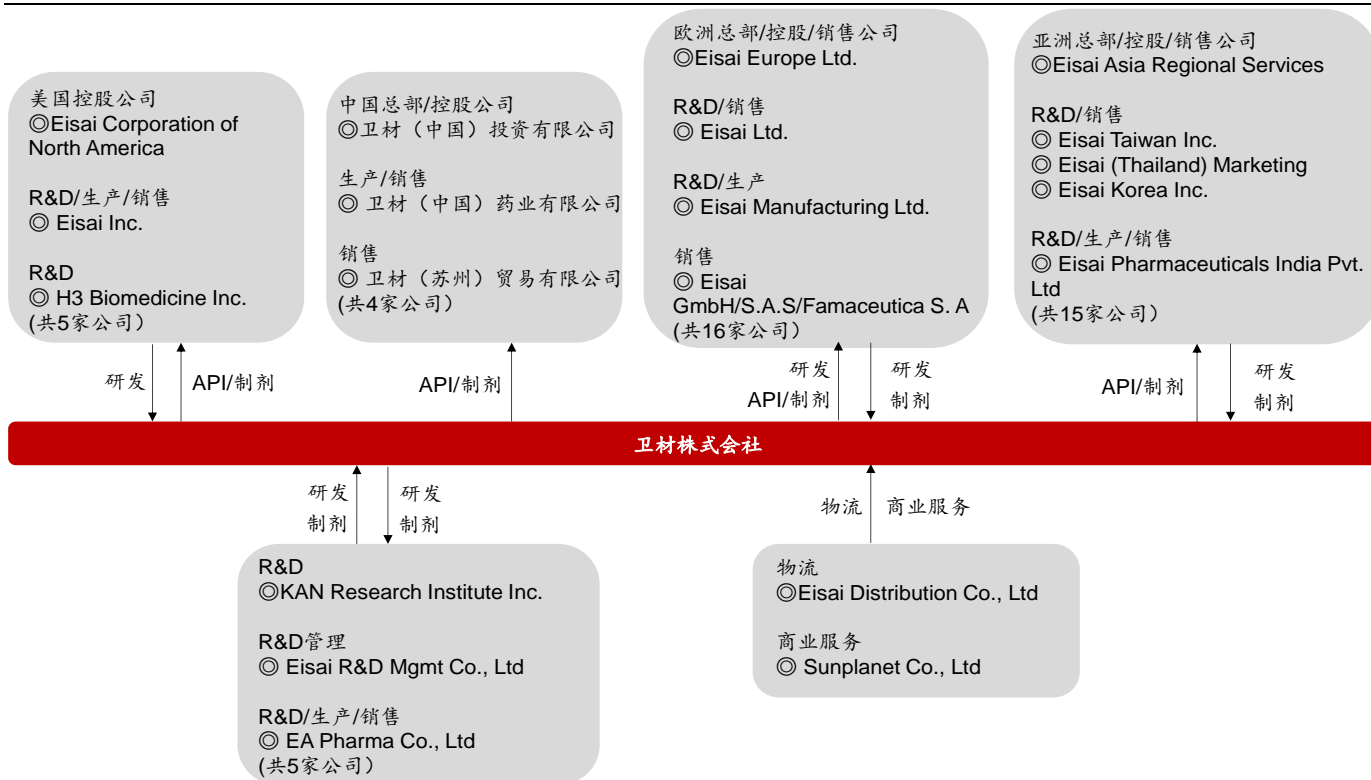 美国控股公司
◎Eisai Corporation of
North America
R&D/生产/销售
◎ Eisai Inc.
R&D
◎ H3 Biomedicine Inc.
(共5家公司）
中国总部/控股公司
◎卫材（中国）投资有限公司
生产/销售
◎ 卫材（中国）药业有限公司
销售
◎ 卫材（苏州）贸易有限公司
(共4家公司）
欧洲总部/控股/销售公司
◎Eisai Europe Ltd.
R&D/销售
◎ Eisai Ltd.
R&D/生产
◎ Eisai Manufacturing Ltd.
销售
◎ Eisai
GmbH/S.A.S/Famaceutica S. A
(共16家公司）
亚洲总部/控股/销售公司
◎Eisai Asia Regional Services
R&D/销售
◎ Eisai Taiwan Inc.
◎ Eisai (Thailand) Marketing
◎ Eisai Korea Inc.
R&D/生产/销售
◎ Eisai Pharmaceuticals India Pvt.
Ltd
(共15家公司）
研发
API/制剂
API/制剂
研发
API/制剂
研发
制剂
API/制剂
研发
制剂
卫材株式会社
研发
制剂
研发
制剂
物流
商业服务
R&D
◎KAN Research Institute Inc.
R&D管理
◎ Eisai R&D Mgmt Co., Ltd
R&D/生产/销售
◎ EA Pharma Co., Ltd
(共5家公司）
物流
◎Eisai Distribution Co., Ltd
商业服务
◎ Sunplanet Co., Ltd